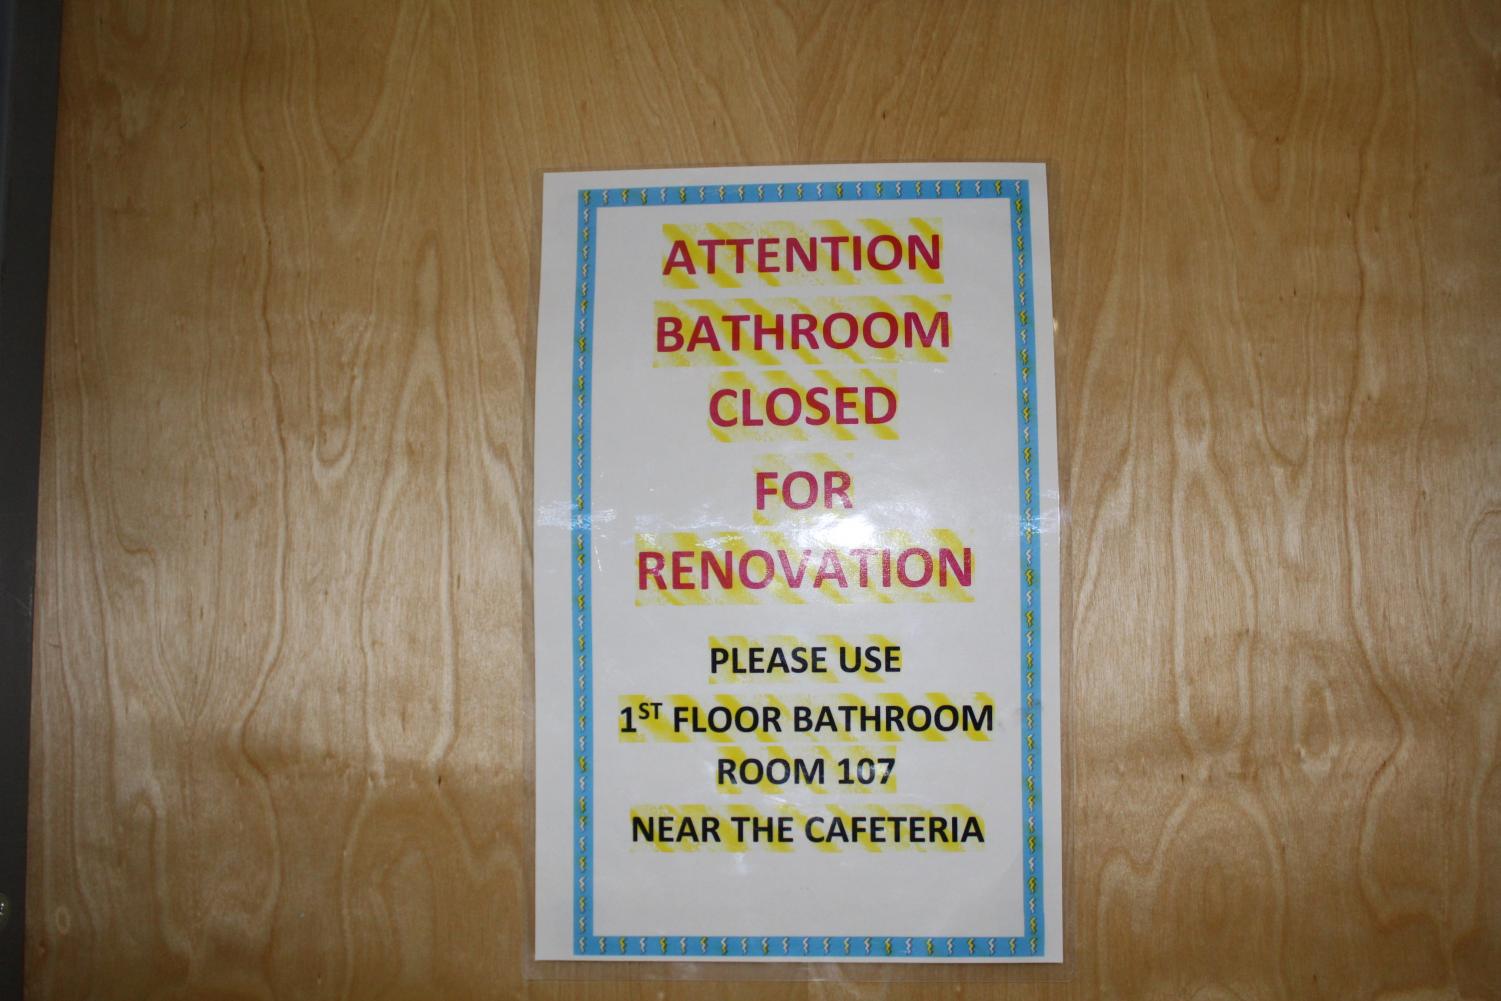 ATTENTION
BATHROOM
CLOSED
FOR
RENOVATION
PLEASE USE
1ST FLOOR BATHROOM
ROOM 107
NEAR THE CAFETERIA